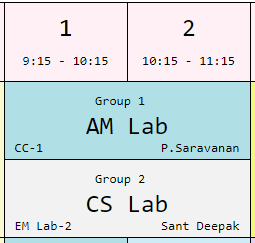 1 2
9:15 - 10:15 10:15 - 11:15
Group 1
AM Lab
CC-1 P.Saravanan
Group 2
CS Lab
EM Lab-2 Sant Deepak